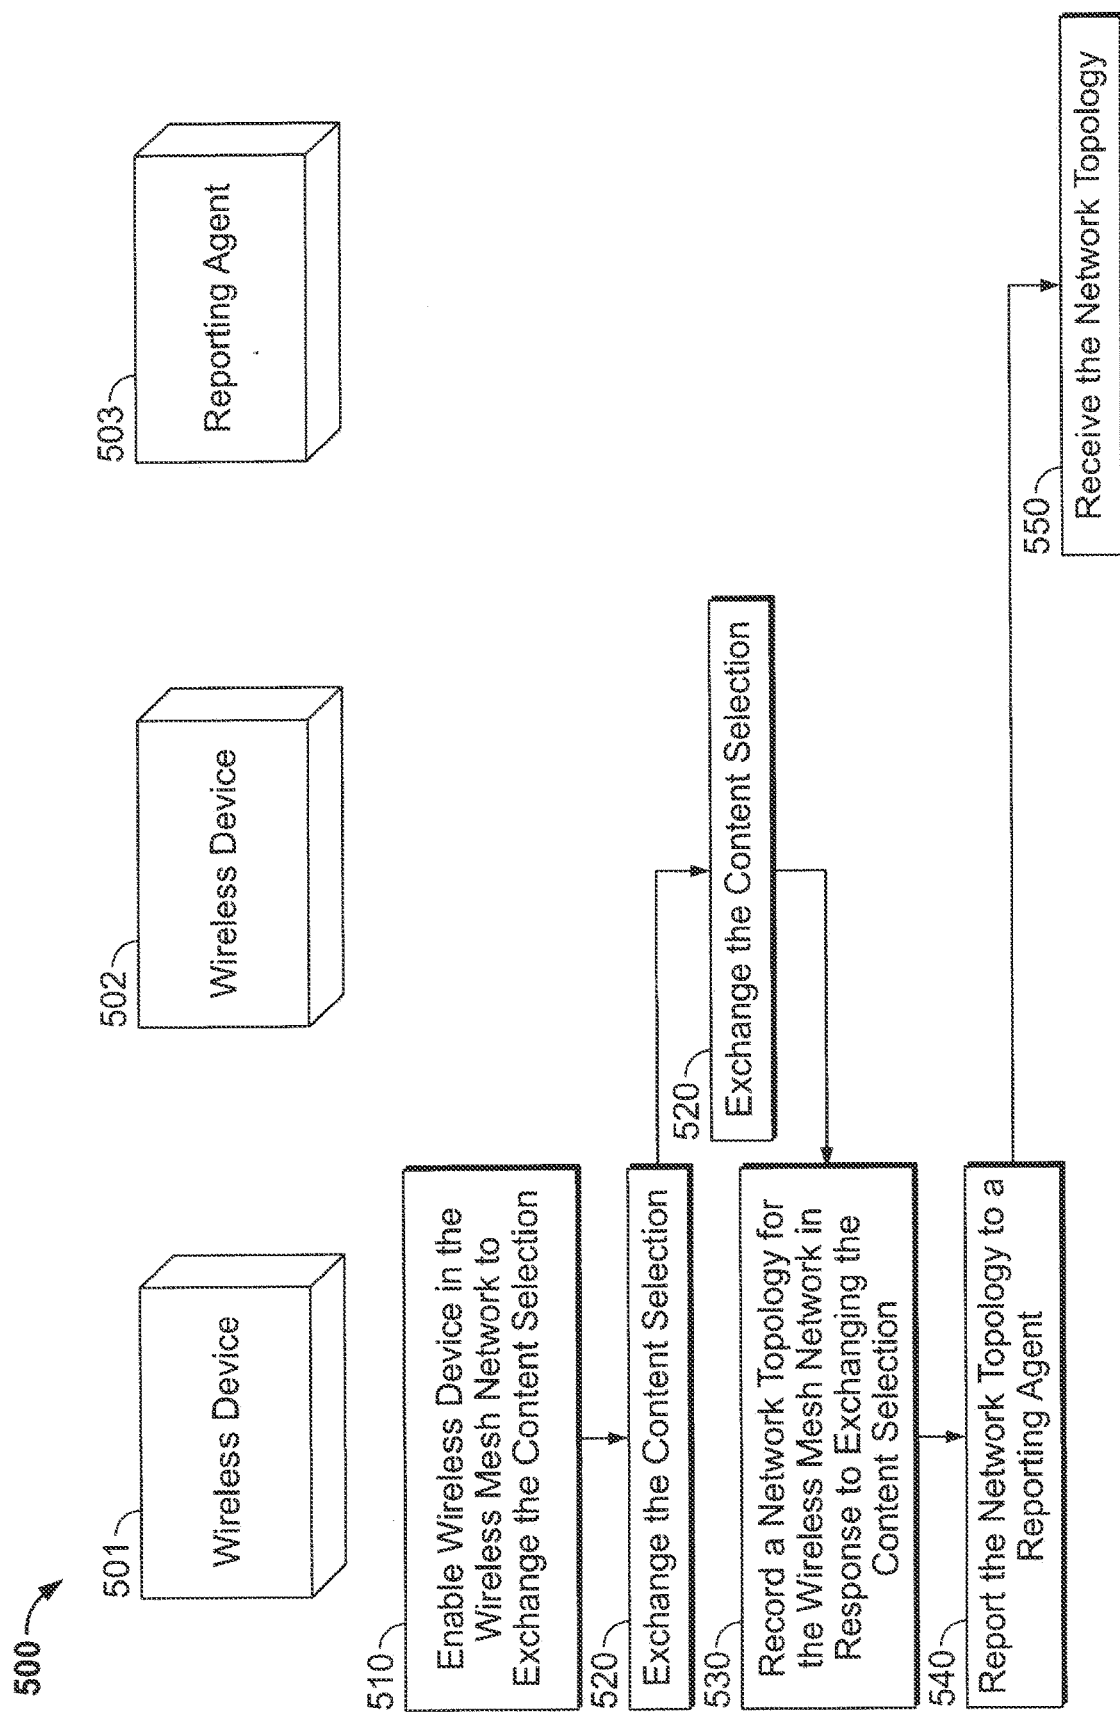 500
501
Wireless Device
502
Wireless Device
503
Reporting Agent
510
Enable Wireless Device in the
Wireless Mesh Network to
Exchange the Content Selection
520
Exchange the Content Selection
520
Exchange the Content Selection
530
Record a Network Topology for
the Wireless Mesh Network in
Response to Exchanging the
Content Selection
540
Report the Network Topology to a
Reporting Agent
550
Receive the Network Topology